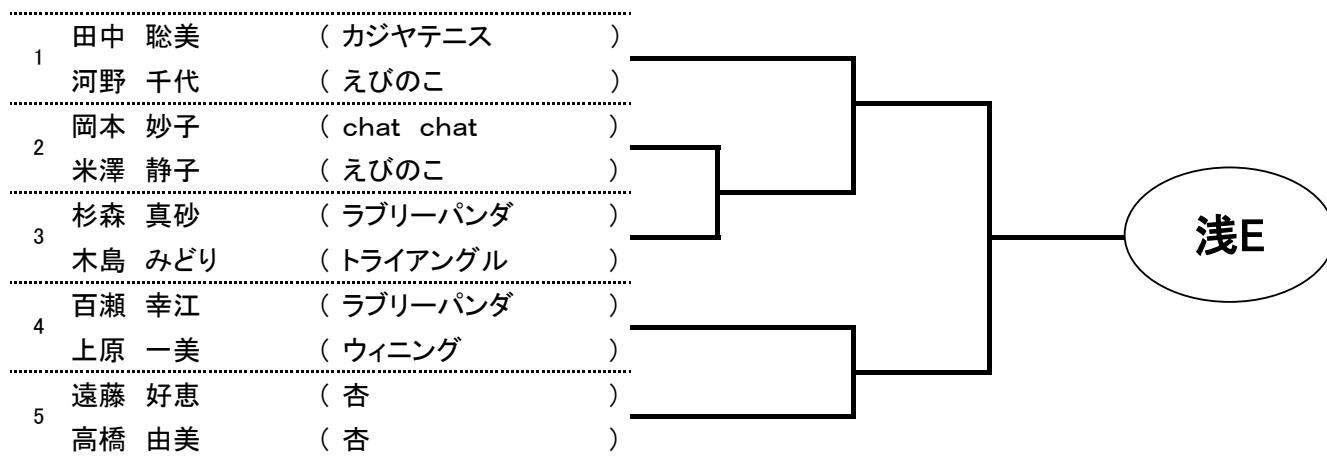 1
田中 聡美 ( カジヤテニス )
河野 千代 ( えびのこ )
2
岡本 妙子 ( chat chat )
米澤 静子 ( えびのこ )
3
杉森 真砂 ( ラブリーパンダ )
木島 みどり ( トライアングル )
4
百瀬 幸江 ( ラブリーパンダ )
上原 一美 ( ウィニング )
5
遠藤 好恵 ( 杏 )
高橋 由美 ( 杏 )
浅E